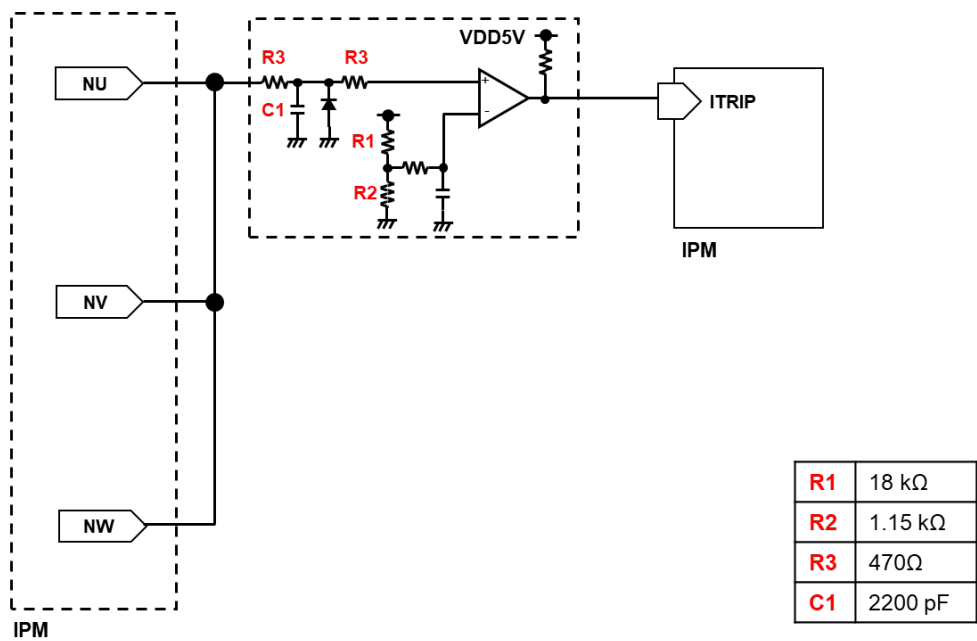 VDD5V
R3
R3
NU
+
ITRIP
C1
-
R1
R2
IPM
NV
NW
R1 18 kΩ
R2 1.15 kΩ
R3 470Ω
C1 2200 pF
IPM